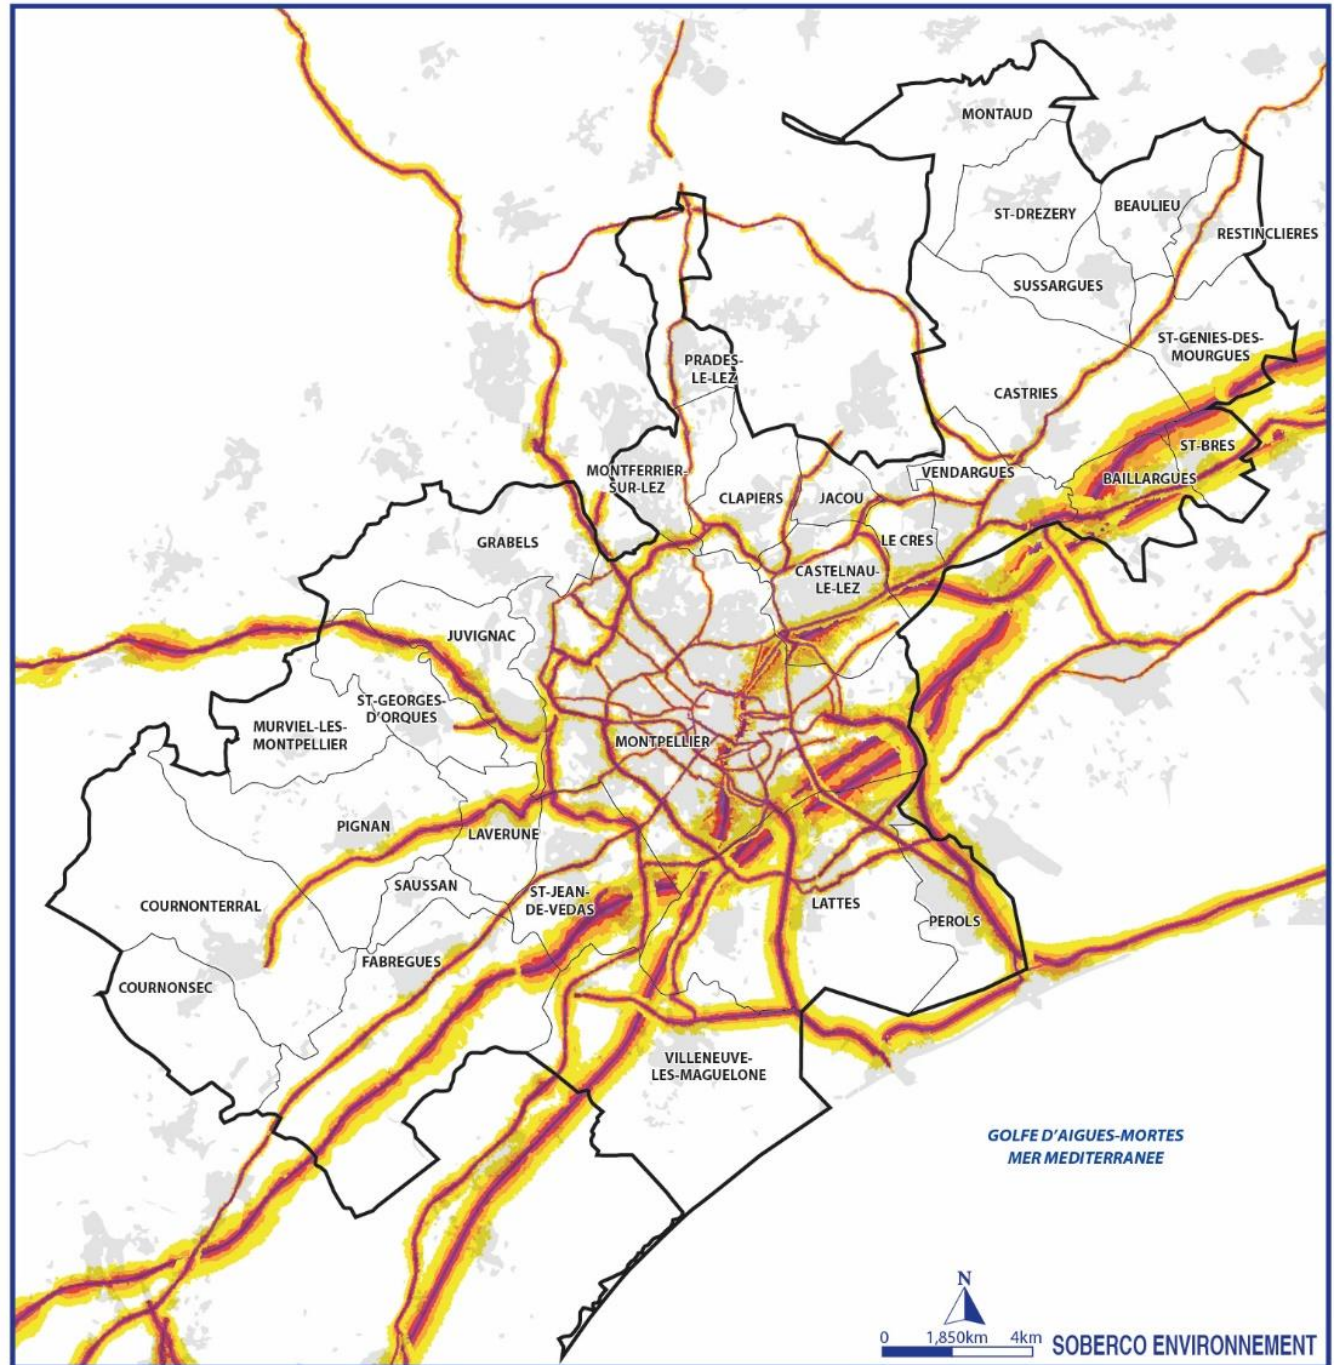 MONTAUD
ST-DREZERY
BEAULIEU
RESTINCLIERES
SUSSARGUES
ST-GENIES-DES-
MOURGUES
PRADES-
LE-LEZ
CASTRIES
ST-BRES
MONTFERRIER-
SUR-LEZ
VENDARGUES
BAILLARGUES
CLAPIERS
JACOU
GRABELS
LE CRES
CASTELNAU-
LE-LEZ
JUVIGNAC
ST-GEORGES-
D'ORQUES
MURVIEL-LES-
MONTPELLIER
MONTPELLIER
PIGNAN
LAVERUNE
SAUSSAN
ST-JEAN-
DE-VEDAS
LATTES
COURNONTERRAL
PEROLS
FABREGUES
COURNONSEC
VILLENEUVE-
LES-MAGUELONE
GOLFE D'AIGUES-MORTES
MER MEDITERRANEE
N
0 1,850km 4km
SOBERCO ENVIRONNEMENT